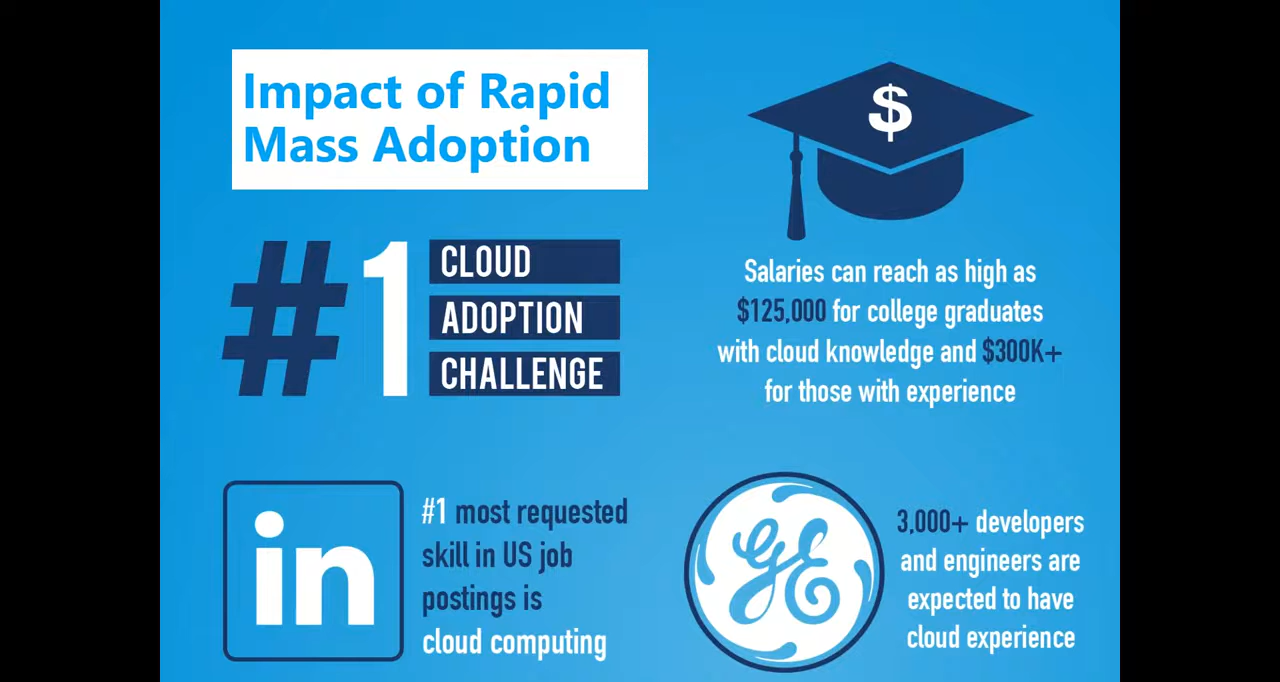 Impact of Rapid
Mass Adoption
#1
CLOUD
ADOPTION
CHALLENGE
$
Salaries can reach as high as
$125,000 for college graduates
with cloud knowledge and $300K+
for those with experience
in
#1 most requested
skill in US job
postings is
cloud computing
GE
3,000+ developers
and engineers are
expected to have
cloud experience